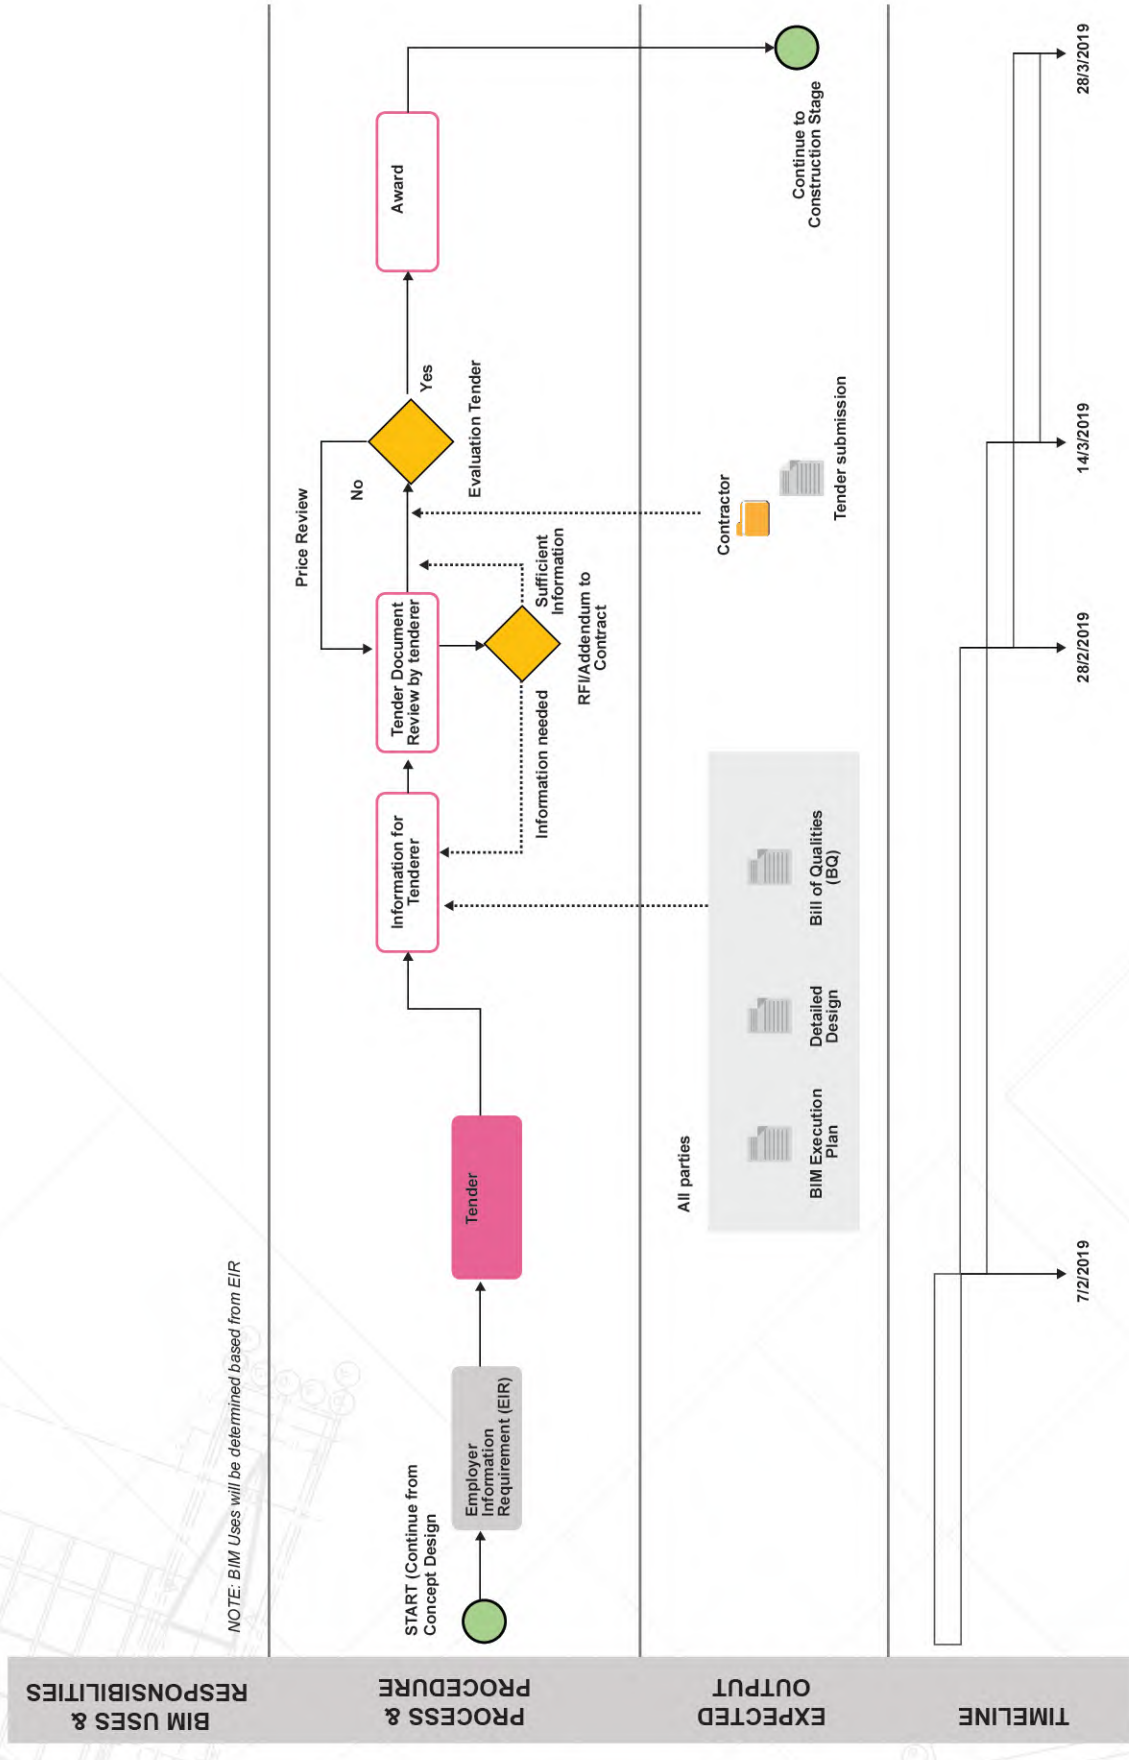 BIM USES &
RESPONSIBILITIES
NOTE: BIM Uses will be determined based from EIR
PROCESS &
PROCEDURE
START (Continue from
Concept Design
Employer
Information
Requirement (EIR)
Tender
Information for
Tenderer
Tender Document
Review by tenderer
Information needed
RFI/Addendum to
Contract
Sufficient
Information
Price Review
No
Evaluation Tender
Yes
Award
EXPECTED
OUTPUT
All parties
BIM Execution
Plan
Detailed
Design
Bill of Qualities
(BQ)
Contractor
Tender submission
Continue to
Construction Stage
TIMELINE
7/2/2019
28/2/2019
14/3/2019
28/3/2019